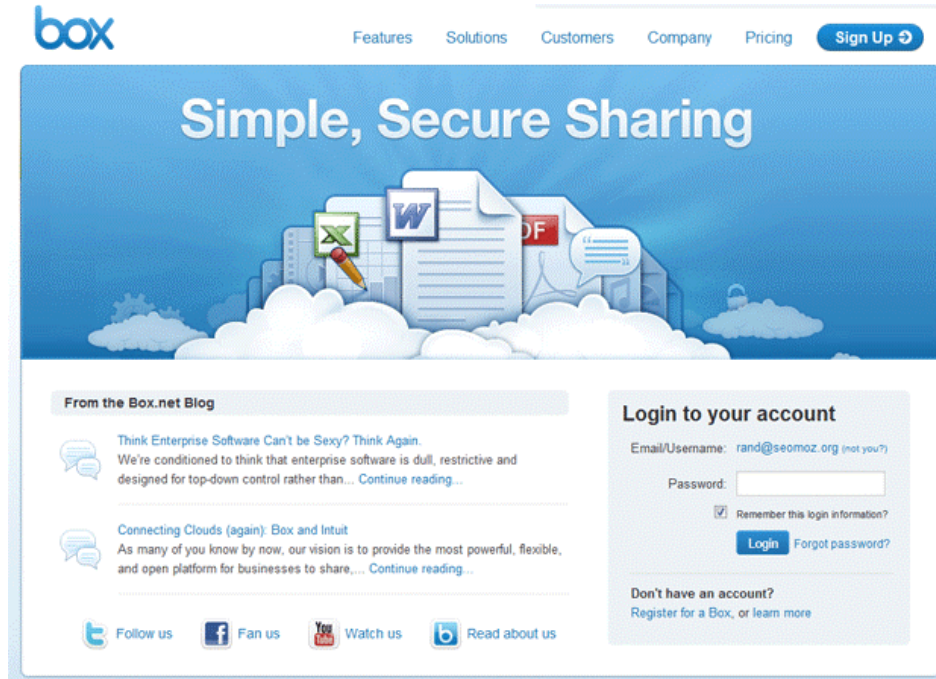 box
Features Solutions Customers Company Pricing Sign Up
Simple, Secure Sharing
X
W
DF
From the Box.net Blog
Think Enterprise Software Can't be Sexy? Think Again.
We're conditioned to think that enterprise software is dull, restrictive and
designed for top-down control rather than... Continue reading...
Connecting Clouds (again): Box and Intuit
As many of you know by now, our vision is to provide the most powerful, flexible,
and open platform for businesses to share,... Continue reading...
Follow us Fan us Watch us Read about us
t
f
You Tube
b
Login to your account
Email/Username: rand@seomoz.org (not you?)
Password:
Remember this login information?
Login Forgot password?
Don't have an account?
Register for a Box, or learn more